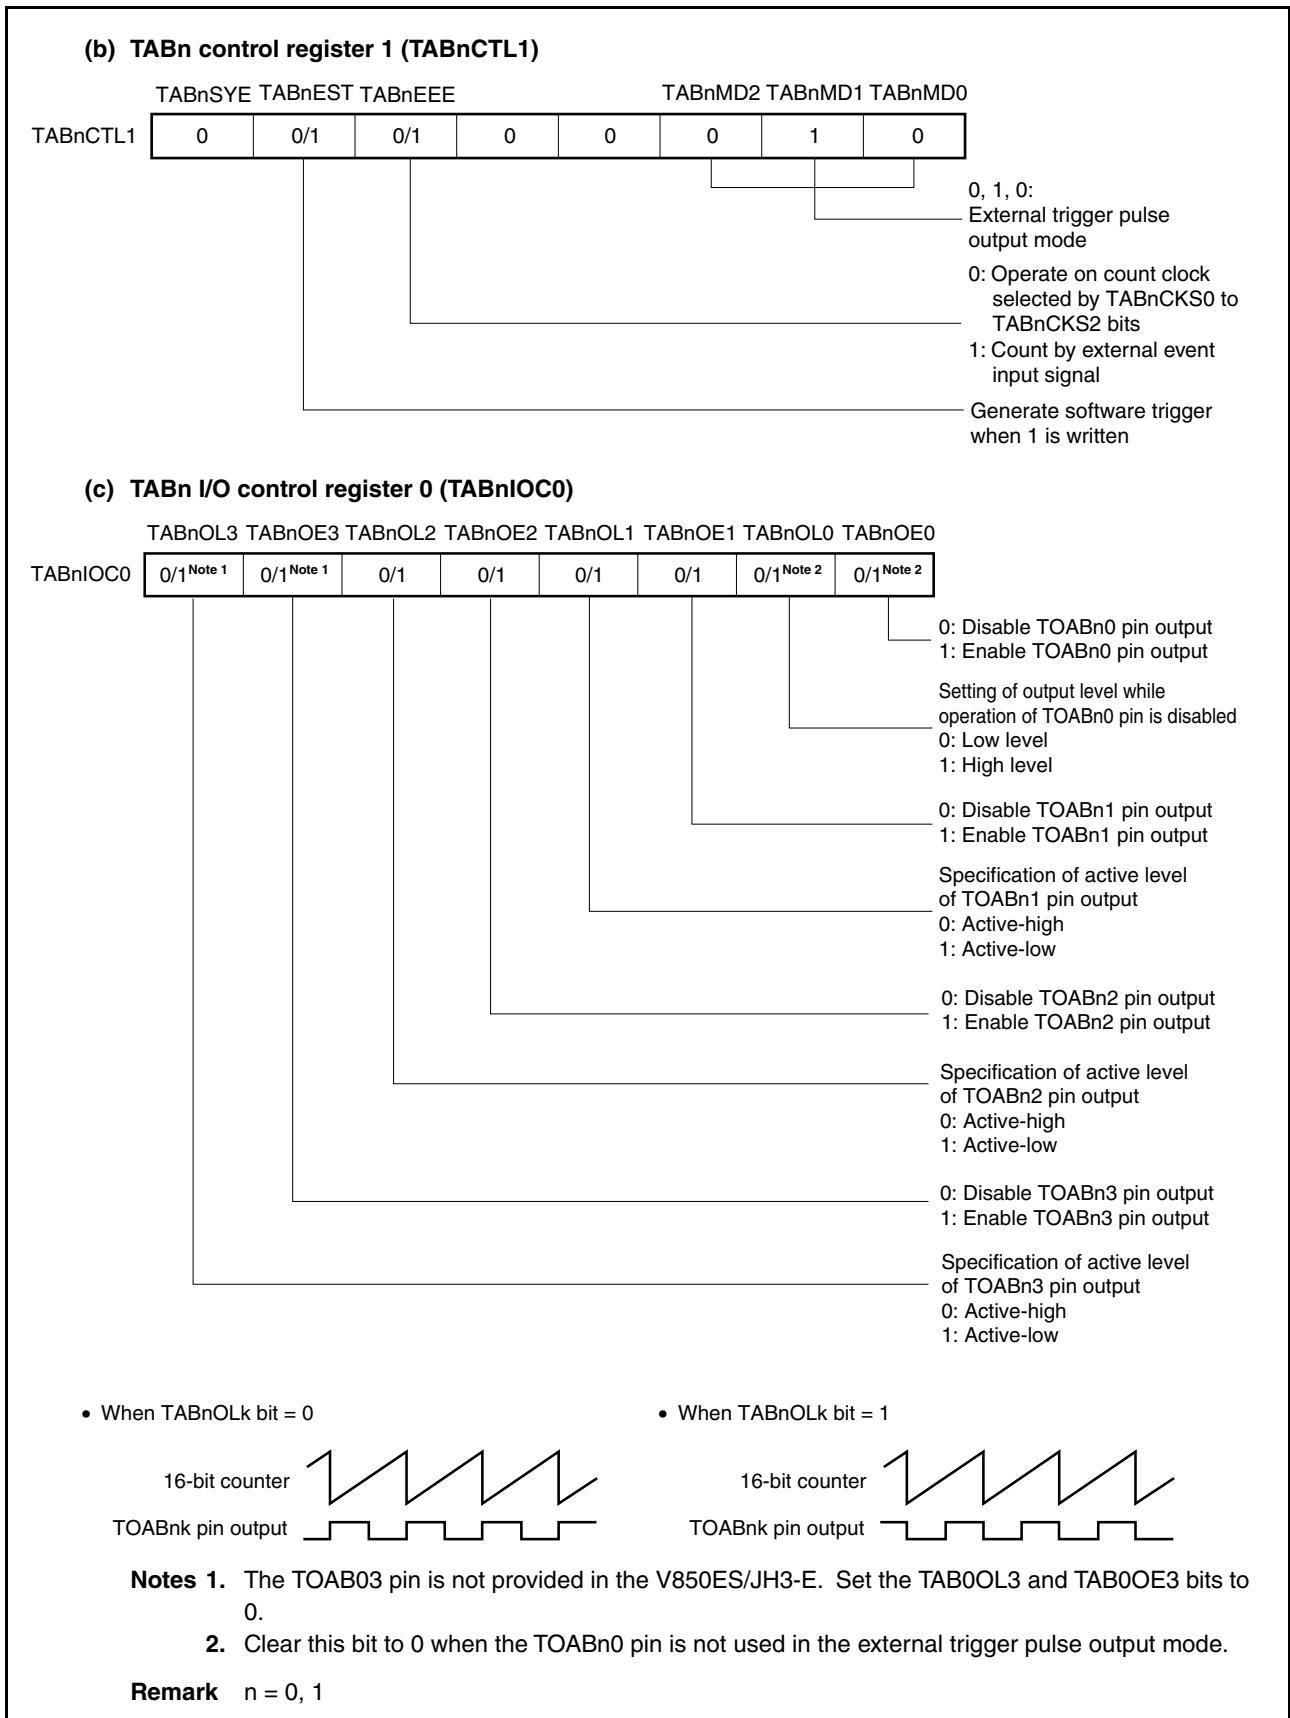 (b) TABn control register 1 (TABnCTL1)
TABnSYE TABnEST TABnEEE TABnMD2 TABnMD1 TABnMD0
TABnCTL1 0 0/1 0/1 0 0 0 1 0
0, 1, 0:
External trigger pulse
output mode
0: Operate on count clock
selected by TABnCKS0 to
TABnCKS2 bits
1: Count by external event
input signal
Generate software trigger
when 1 is written
(c) TABn I/O control register 0 (TABnIOC0)
TABnOL3 TABnOE3 TABnOL2 TABnOE2 TABnOL1 TABnOE1 TABnOL0 TABnOE0
TABnIOC0 0/1Note 1 0/1Note 1 0/1 0/1 0/1 0/1 0/1Note 2 0/1Note 2
0: Disable TOABn0 pin output
1: Enable TOABn0 pin output
Setting of output level while
operation of TOABn0 pin is disabled
0: Low level
1: High level
0: Disable TOABn1 pin output
1: Enable TOABn1 pin output
Specification of active level
of TOABn1 pin output
0: Active-high
1: Active-low
0: Disable TOABn2 pin output
1: Enable TOABn2 pin output
Specification of active level
of TOABn2 pin output
0: Active-high
1: Active-low
0: Disable TOABn3 pin output
1: Enable TOABn3 pin output
Specification of active level
of TOABn3 pin output
0: Active-high
1: Active-low
• When TABnOLk bit = 0
16-bit counter
TOABnk pin output
• When TABnOLk bit = 1
16-bit counter
TOABnk pin output
Notes 1. The TOAB03 pin is not provided in the V850ES/JH3-E. Set the TAB0OL3 and TAB0OE3 bits to
0.
2. Clear this bit to 0 when the TOABn0 pin is not used in the external trigger pulse output mode.
Remark n = 0, 1